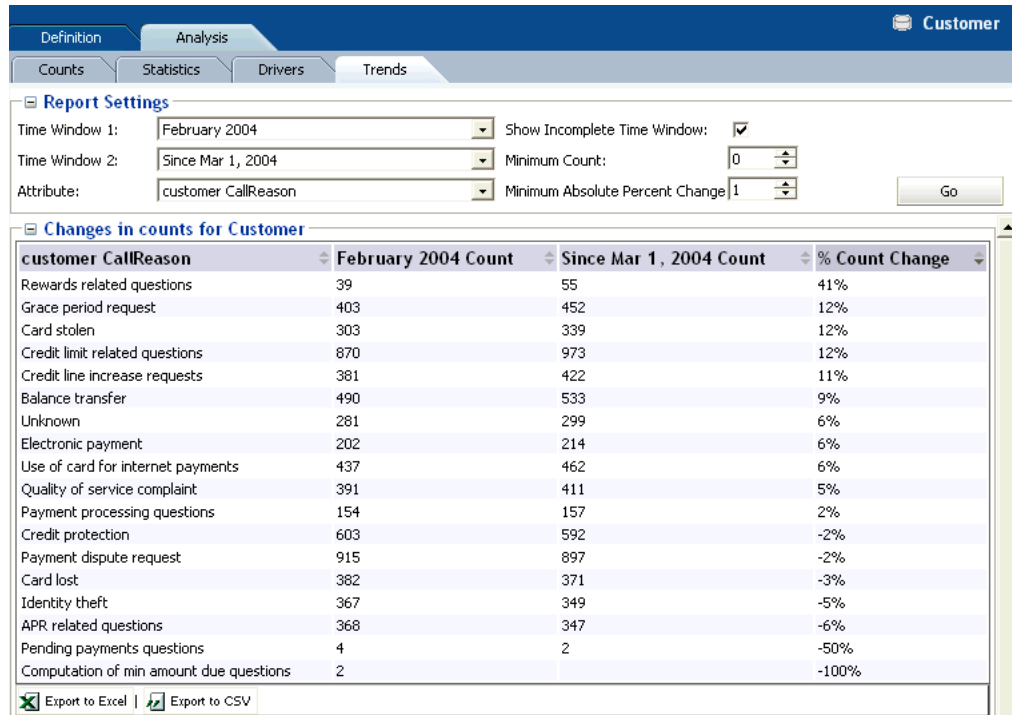 Definition Analysis Customer
Counts Statistics Drivers Trends
Report Settings
Time Window 1: February 2004 Show Incomplete Time Window:
Time Window 2: Since Mar 1, 2004 Minimum Count: 0
Attribute: customer CallReason Minimum Absolute Percent Change 1 Go
Changes in counts for Customer
customer CallReason February 2004 Count Since Mar 1, 2004 Count % Count Change
Rewards related questions 39 55 41%
Grace period request 403 452 12%
Card stolen 303 339 12%
Credit limit related questions 870 973 12%
Credit line increase requests 381 422 11%
Balance transfer 490 533 9%
Unknown 281 299 6%
Electronic payment 202 214 6%
Use of card for internet payments 437 462 6%
Quality of service complaint 391 411 5%
Payment processing questions 154 157 2%
Credit protection 603 592 -2%
Payment dispute request 915 897 -2%
Card lost 382 371 -3%
Identity theft 367 349 -5%
APR related questions 368 347 -6%
Pending payments questions 4 2 -50%
Computation of min amount due questions 2 -100%
Export to Excel | Export to CSV